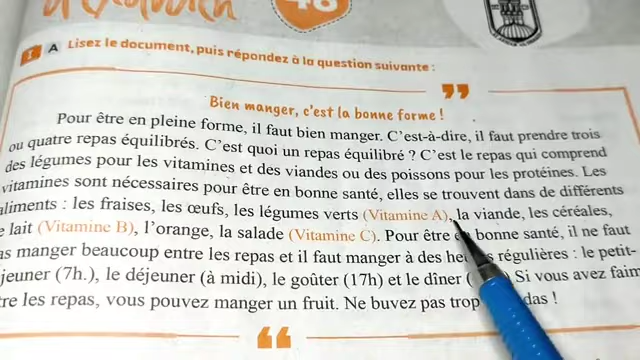 48
I A Lisez le document, puis répondez à la question suivante :
Bien manger, c'est la bonne forme !
Pour être en pleine forme, il faut bien manger. C'est-à-dire, il faut prendre trois
ou quatre repas équilibrés. C'est quoi un repas équilibré ? C'est le repas qui comprend
des légumes pour les vitamines et des viandes ou des poissons pour les protéines. Les
vitamines sont nécessaires pour être en bonne santé, elles se trouvent dans de différents
aliments : les fraises, les œufs, les légumes verts (Vitamine A), la viande, les céréales,
lait (Vitamine B), l'orange, la salade (Vitamine C). Pour être en bonne santé, il ne faut
manger beaucoup entre les repas et il faut manger à des heures régulières : le petit-
jeuner (7h.), le déjeuner (à midi), le goûter (17h) et le dîner ( Si vous avez faim
re les repas, vous pouvez manger un fruit. Ne buvez pas trop das !